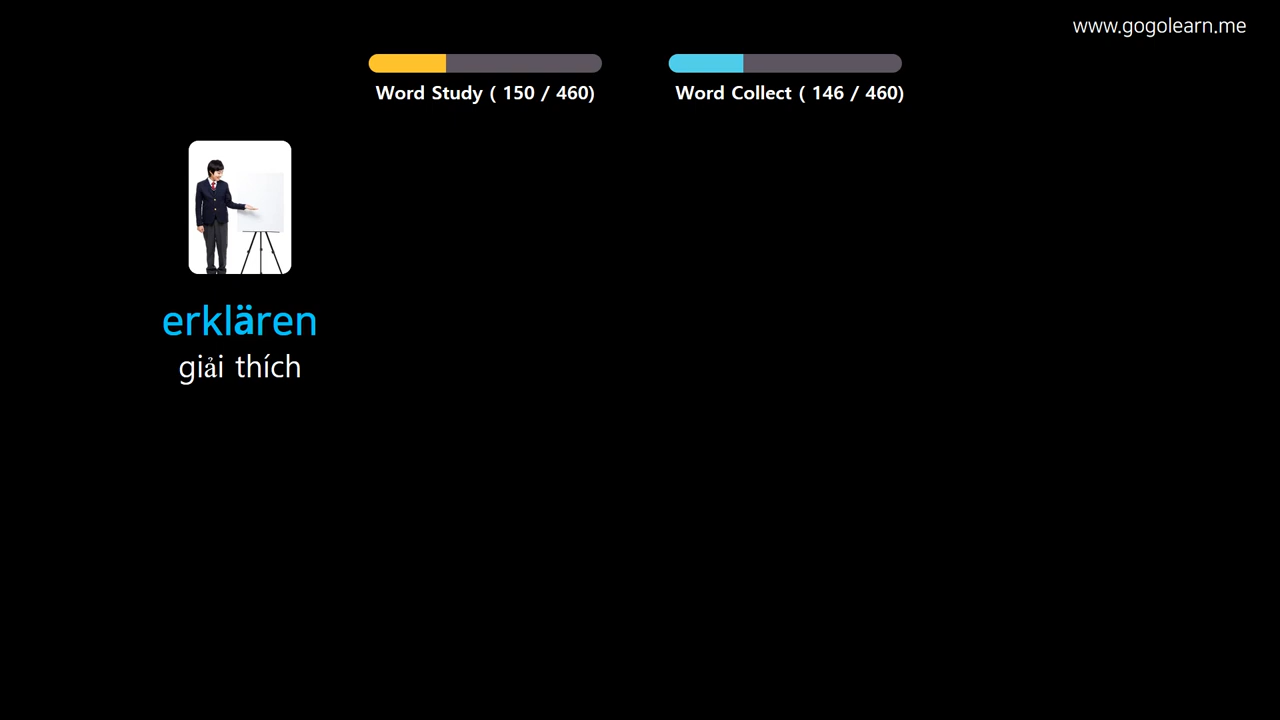 www.gogolearn.me
Word Study ( 150 / 460)
Word Collect ( 146 / 460)
erklären
giải thích